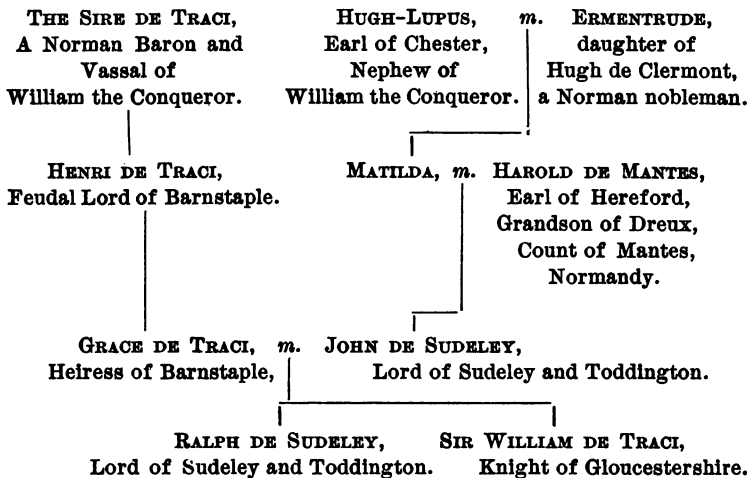 THE SIRE DE TRACI,
A Norman Baron and
Vassal of
William the Conqueror.
HUGH-LUPUS, m. ERMENTRUDE,
Earl of Chester, daughter of
Nephew of Hugh de Clermont,
William the Conqueror. a Norman nobleman.
HENRI DE TRACI,
Feudal Lord of Barnstaple.
MATILDA, m. HAROLD DE MANTES,
Earl of Hereford,
Grandson of Dreux,
Count of Mantes,
Normandy.
GRACE DE TRACI, m. JOHN DE SUDELEY,
Heiress of Barnstaple, Lord of Sudeley and Toddington.
RALPH DE SUDELEY,
Lord of Sudeley and Toddington.
SIR WILLIAM DE TRACI,
Knight of Gloucestershire.